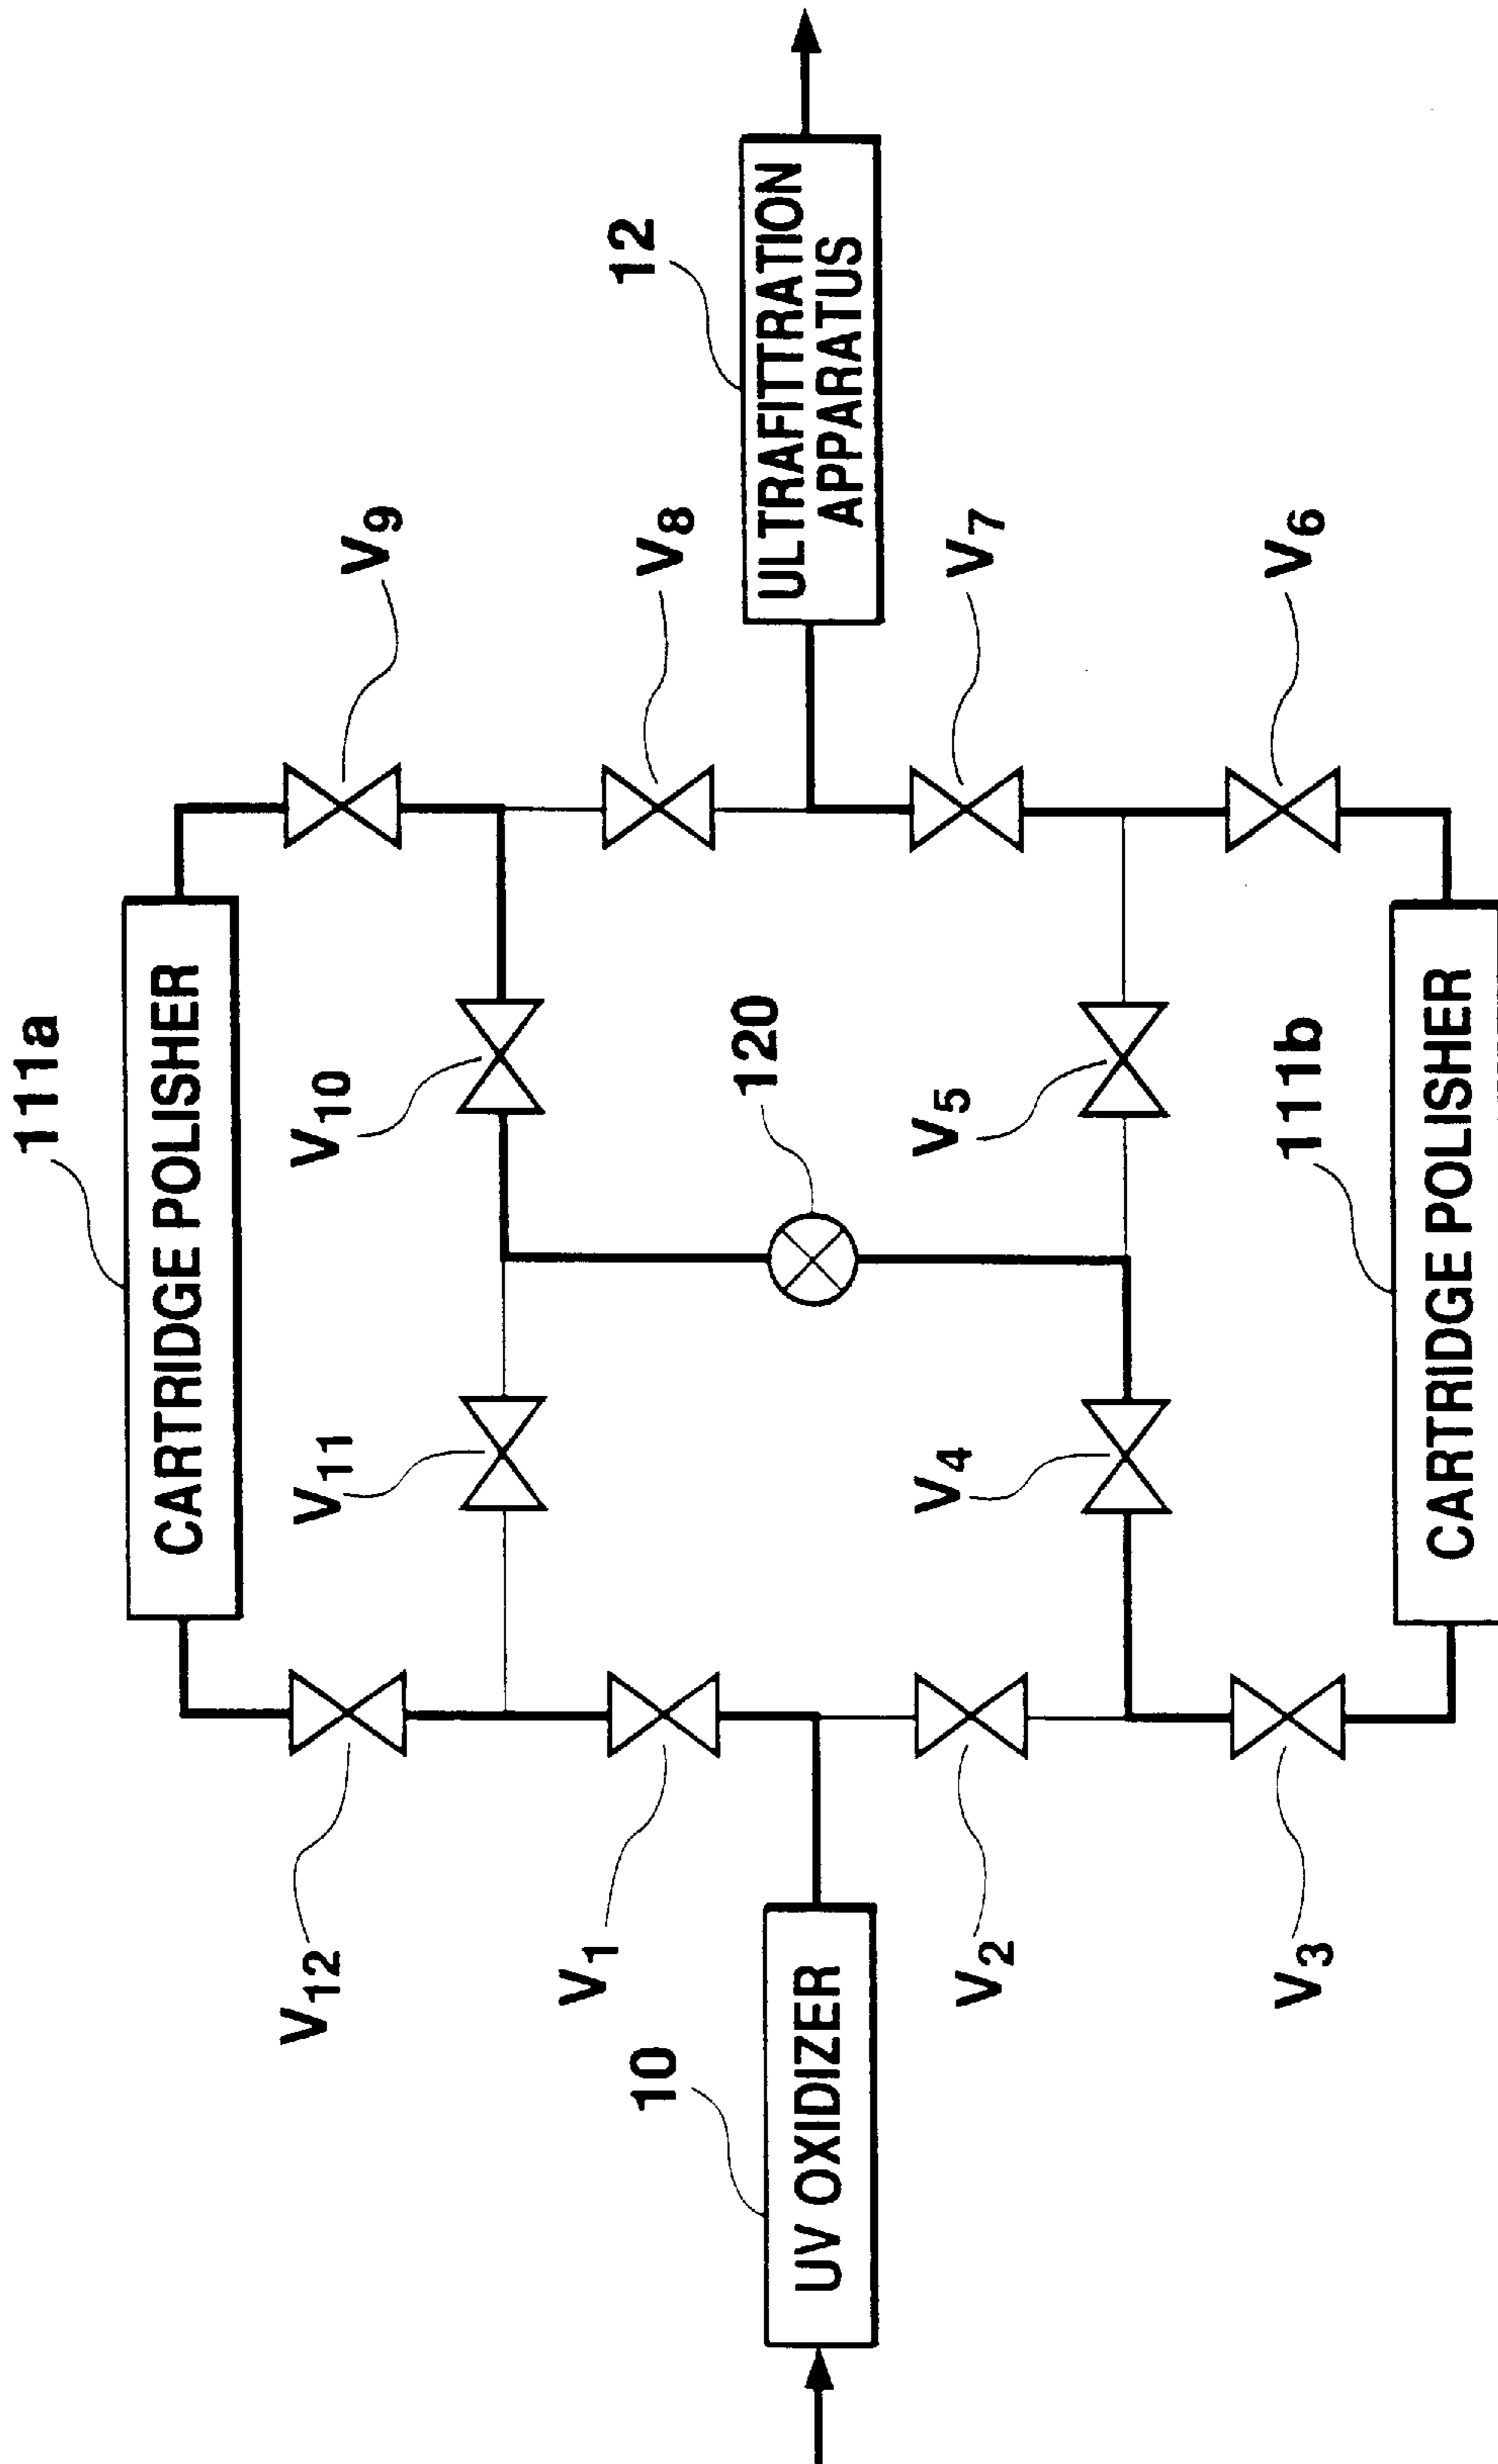 111a
CARTRIDGE POLISHER
V12
V11
V10
V9
V1
V8
10
UV OXIDIZER
120
12
ULTRAFITTRATION
APPARATUS
V2
V4
V5
V7
V3
V6
111b
CARTRIDGE POLISHER